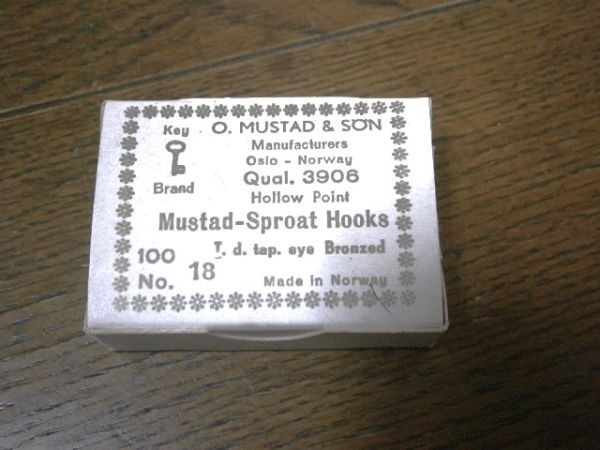 Key O. MUSTAD & SÖN
Manufacturers
Oslo - Norway
Brand Qual. 3906
Hollow Point
Mustad-Sproat Hooks
100 T. d. tap. eye Bronzed
No. 18 Made in Norway